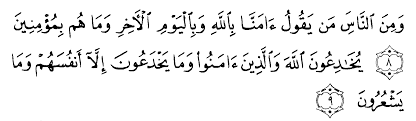 وَمِنَ النَّاسِ مَن يَقُولُ ءَامَنَّا بِاللَّهِ وَبِالْيَوْمِ الْأَخِرِ وَمَا هُم بِمُؤْمِنِينَ
٨ يُخَادِعُونَ اللَّهَ وَالَّذِينَ ءَامَنُوا وَمَا يَخْدَعُونَ إِلَّآ أَنفُسَهُمْ وَمَا
يَشْعُرُونَ ٩